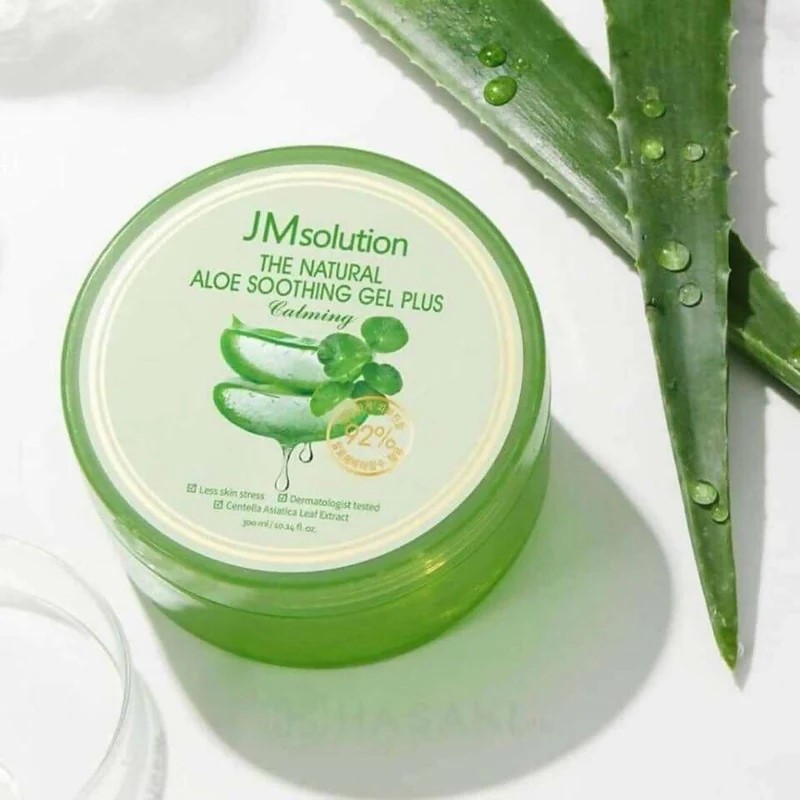 JMsolution
THE NATURAL
ALOE SOOTHING GEL PLUS
Calming
92%
☑ Less skin stress ☑ Dermatologist tested
☑ Centella Asiatica Leaf Extract
300 ml / 10.14 fl. oz.
HASAKI